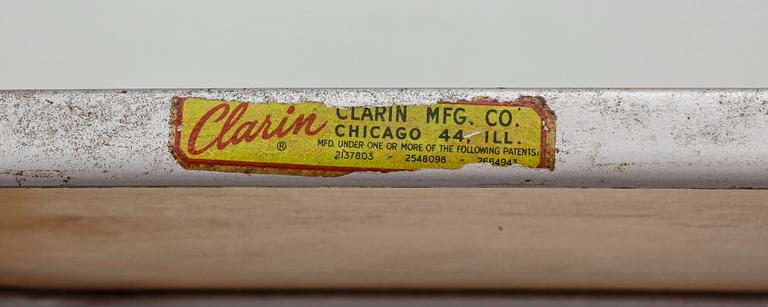 Clarin
®
CLARIN MFG. CO.
CHICAGO 44, ILL.
MFD. UNDER ONE OR MORE OF THE FOLLOWING PATENTS:
2137803 - 2548098 - 2664943